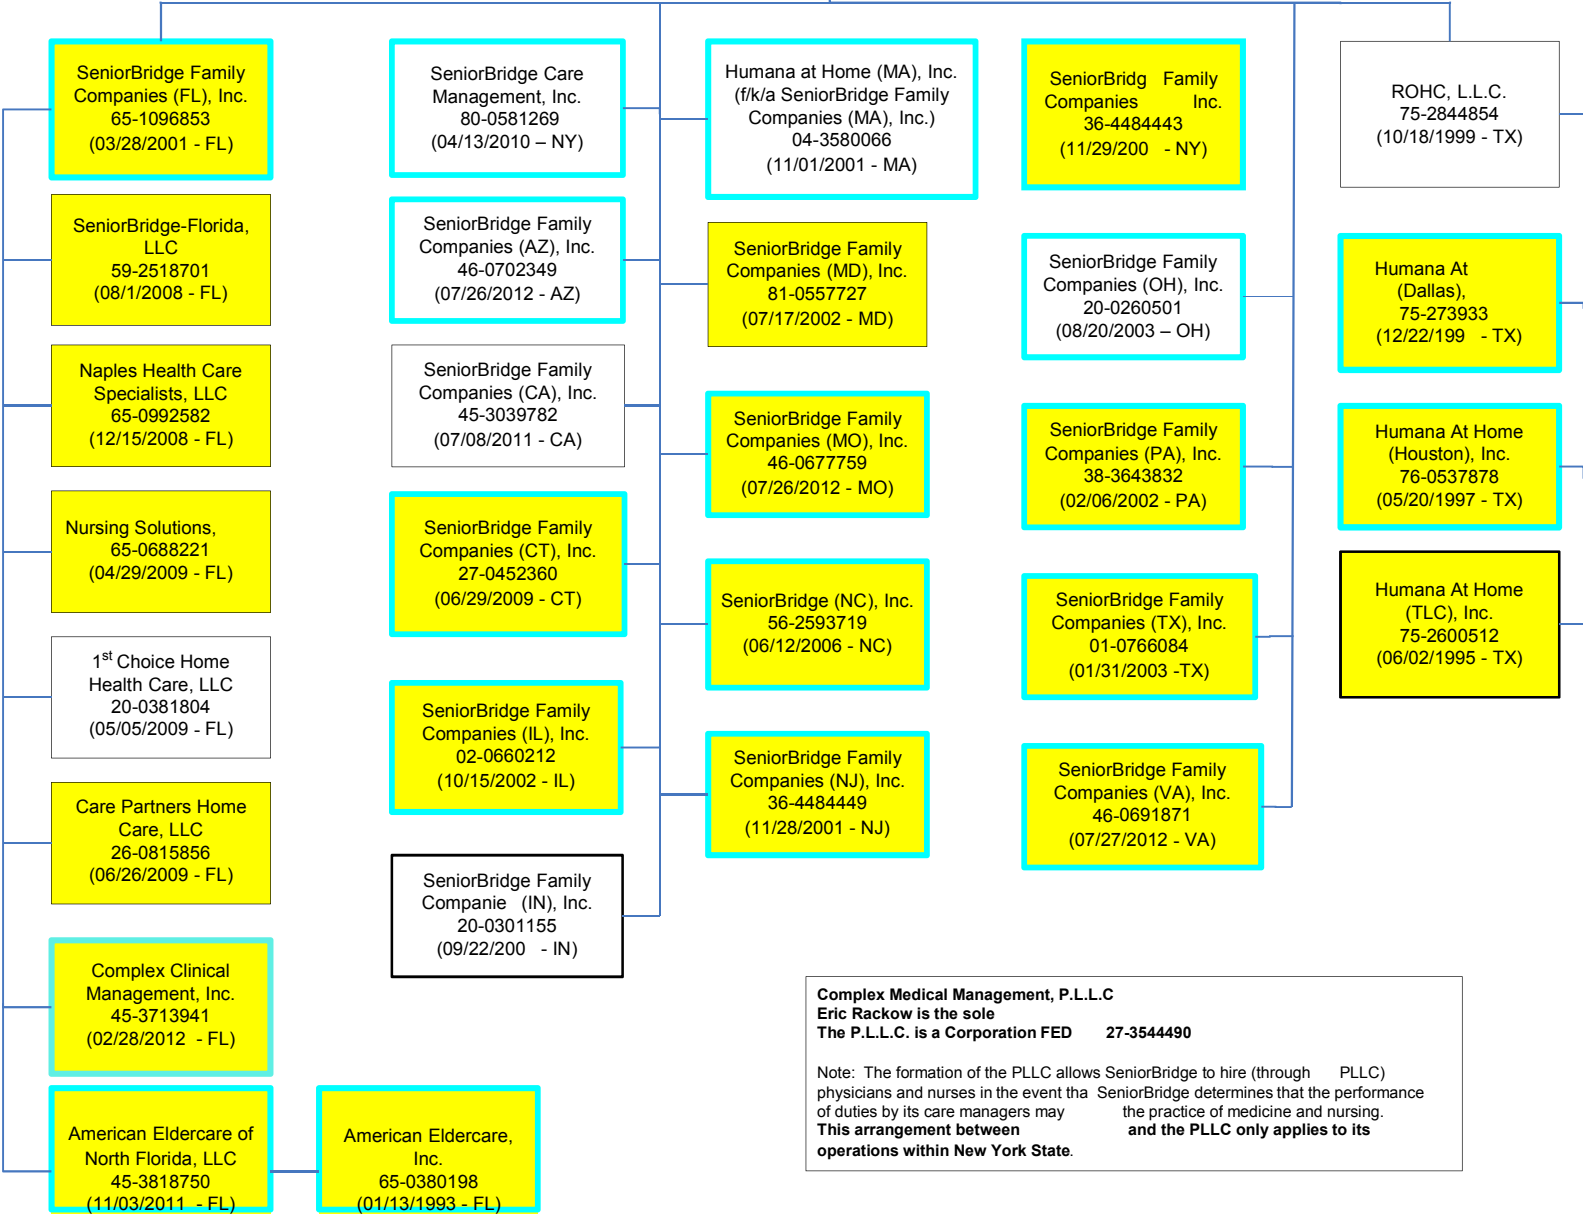 SeniorBridge Family
Companies (FL), Inc.
65-1096853
(03/28/2001 - FL)
SeniorBridge-Florida,
LLC
59-2518701
(08/1/2008 - FL)
Naples Health Care
Specialists, LLC
65-0992582
(12/15/2008 - FL)
Nursing Solutions,
65-0688221
(04/29/2009 - FL)
1st Choice Home
Health Care, LLC
20-0381804
(05/05/2009 - FL)
Care Partners Home
Care, LLC
26-0815856
(06/26/2009 - FL)
Complex Clinical
Management, Inc.
45-3713941
(02/28/2012 - FL)
American Eldercare of
North Florida, LLC
45-3818750
(11/03/2011 - FL)
American Eldercare,
Inc.
65-0380198
(01/13/1993 - FL)
SeniorBridge Care
Management, Inc.
80-0581269
(04/13/2010 – NY)
SeniorBridge Family
Companies (AZ), Inc.
46-0702349
(07/26/2012 - AZ)
SeniorBridge Family
Companies (CA), Inc.
45-3039782
(07/08/2011 - CA)
SeniorBridge Family
Companies (CT), Inc.
27-0452360
(06/29/2009 - CT)
SeniorBridge Family
Companies (IL), Inc.
02-0660212
(10/15/2002 - IL)
SeniorBridge Family
Companie (IN), Inc.
20-0301155
(09/22/200 - IN)
Humana at Home (MA), Inc.
(f/k/a SeniorBridge Family
Companies (MA), Inc.)
04-3580066
(11/01/2001 - MA)
SeniorBridge Family
Companies (MD), Inc.
81-0557727
(07/17/2002 - MD)
SeniorBridge Family
Companies (MO), Inc.
46-0677759
(07/26/2012 - MO)
SeniorBridge (NC), Inc.
56-2593719
(06/12/2006 - NC)
SeniorBridge Family
Companies (NJ), Inc.
36-4484449
(11/28/2001 - NJ)
SeniorBridg Family
Companies Inc.
36-4484443
(11/29/200 - NY)
SeniorBridge Family
Companies (OH), Inc.
20-0260501
(08/20/2003 – OH)
SeniorBridge Family
Companies (PA), Inc.
38-3643832
(02/06/2002 - PA)
SeniorBridge Family
Companies (TX), Inc.
01-0766084
(01/31/2003 -TX)
SeniorBridge Family
Companies (VA), Inc.
46-0691871
(07/27/2012 - VA)
ROHC, L.L.C.
75-2844854
(10/18/1999 - TX)
Humana At
(Dallas),
75-273933
(12/22/199 - TX)
Humana At Home
(Houston), Inc.
76-0537878
(05/20/1997 - TX)
Humana At Home
(TLC), Inc.
75-2600512
(06/02/1995 - TX)
Complex Medical Management, P.L.L.C
Eric Rackow is the sole
The P.L.L.C. is a Corporation FED 27-3544490
Note: The formation of the PLLC allows SeniorBridge to hire (through PLLC)
physicians and nurses in the event tha SeniorBridge determines that the performance
of duties by its care managers may the practice of medicine and nursing.
This arrangement between and the PLLC only applies to its
operations within New York State.